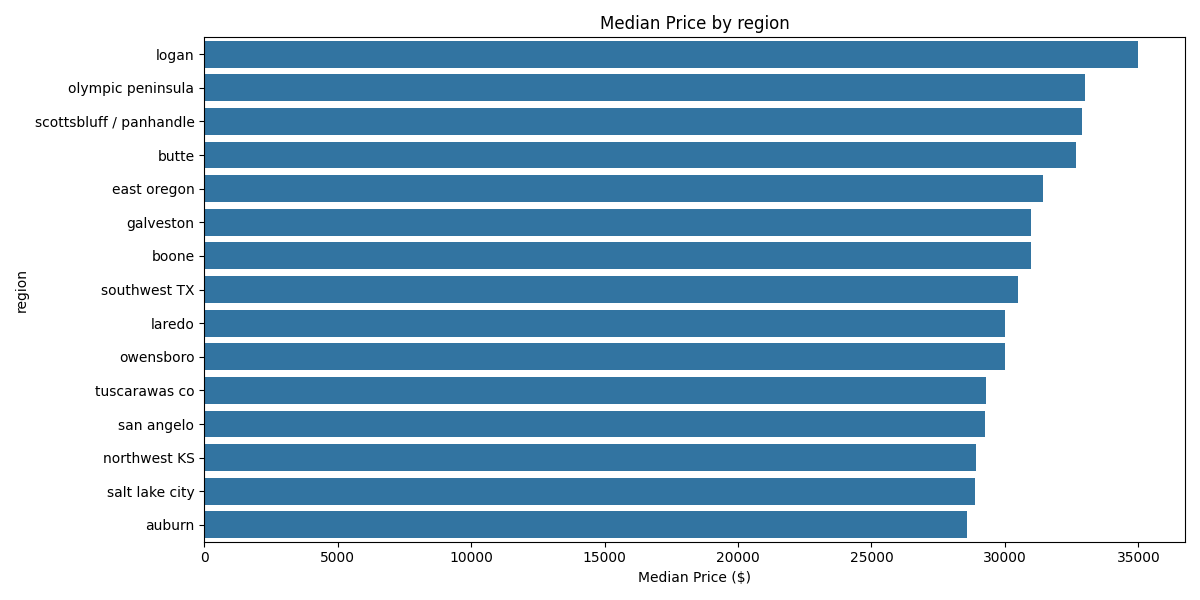 Median Price by region
logan
olympic peninsula
scottsbluff / panhandle
butte
east oregon
galveston
boone
southwest TX
laredo
owensboro
tuscarawas co
san angelo
northwest KS
salt lake city
auburn
region
0 5000 10000 15000 20000 25000 30000 35000
Median Price ($)